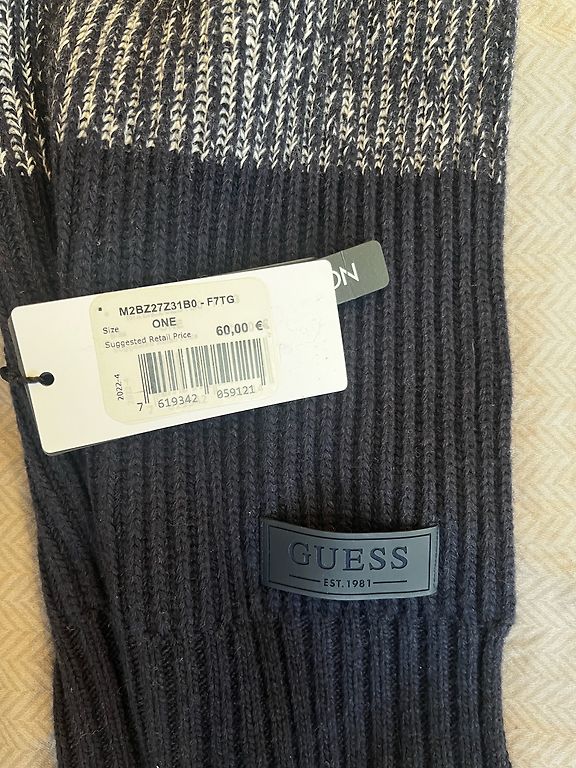 M2BZ27Z31B0 - F7TG
Size ONE
Suggested Retail Price 60,00 €
2022-4
7 619342 059121
ON
GUESS
EST. 1981